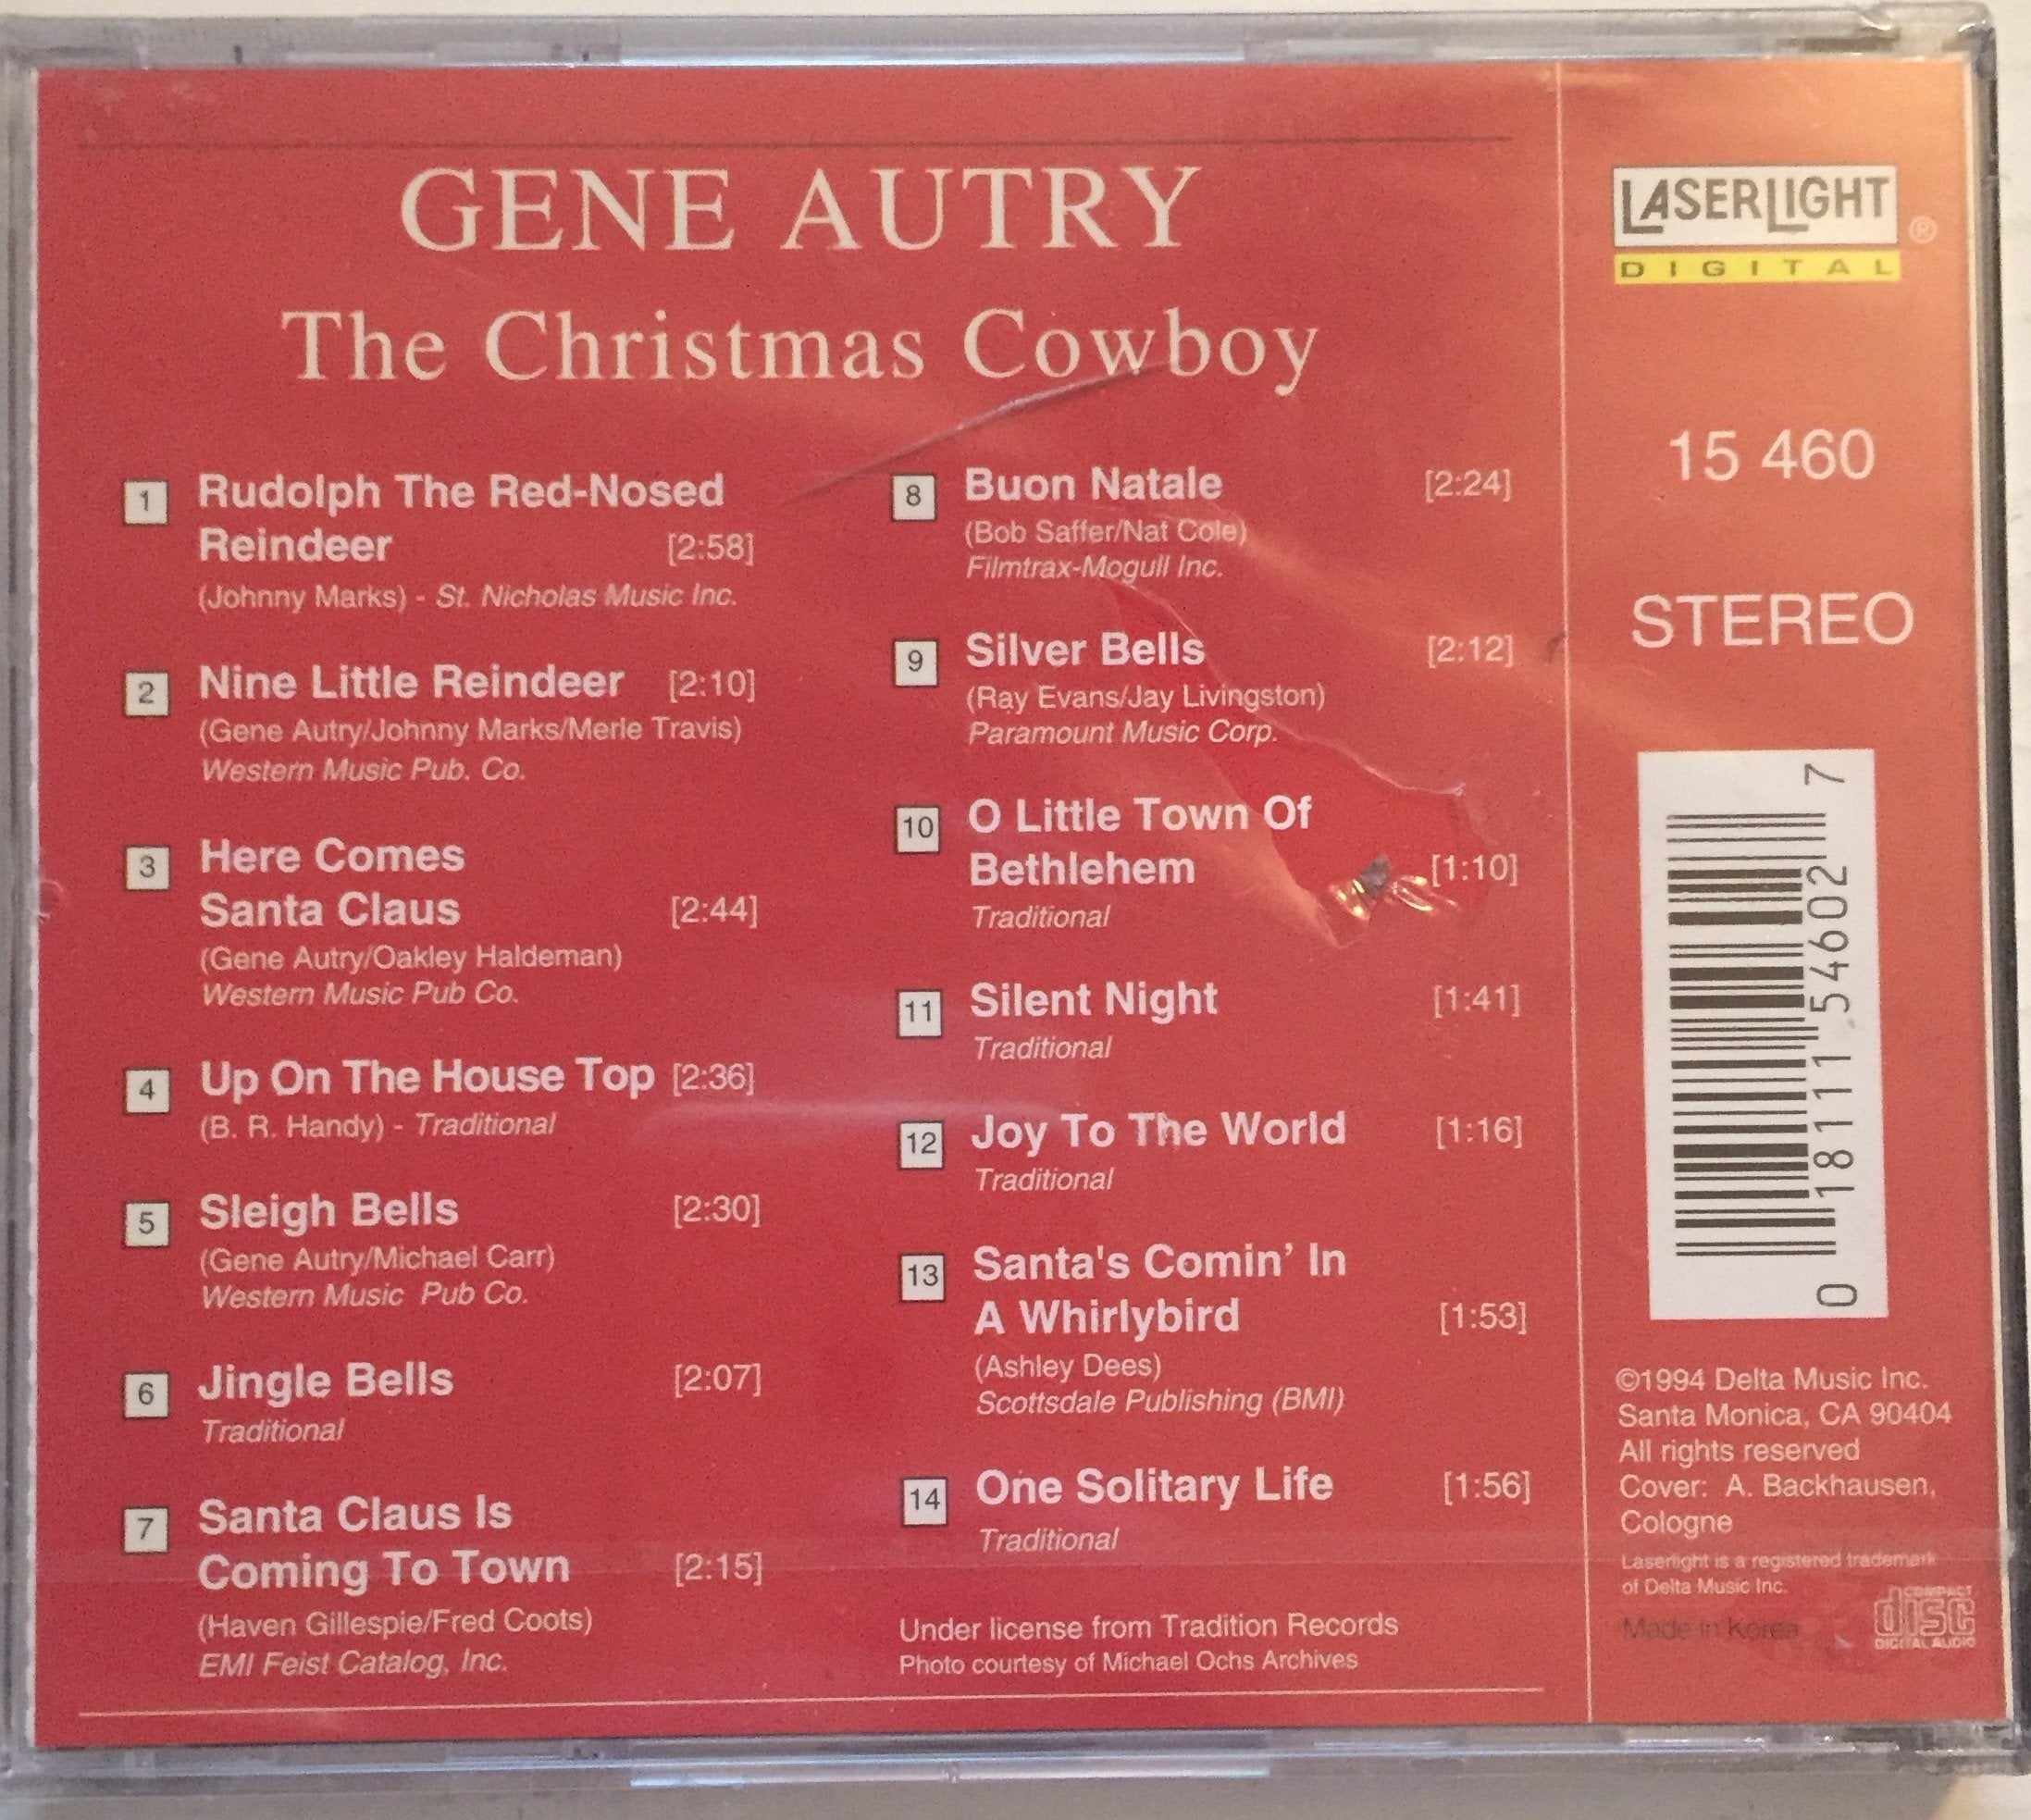 GENE AUTRY
The Christmas Cowboy
1 Rudolph The Red-Nosed
Reindeer [2:58]
(Johnny Marks) - St. Nicholas Music Inc.
2 Nine Little Reindeer [2:10]
(Gene Autry/Johnny Marks/Merle Travis)
Western Music Pub. Co.
3 Here Comes
Santa Claus [2:44]
(Gene Autry/Oakley Haldeman)
Western Music Pub Co.
4 Up On The House Top [2:36]
(B. R. Handy) - Traditional
5 Sleigh Bells [2:30]
(Gene Autry/Michael Carr)
Western Music Pub Co.
6 Jingle Bells [2:07]
Traditional
7 Santa Claus Is
Coming To Town [2:15]
(Haven Gillespie/Fred Coots)
EMI Feist Catalog, Inc.
8 Buon Natale [2:24]
(Bob Saffer/Nat Cole)
Filmtrax-Mogull Inc.
9 Silver Bells [2:12]
(Ray Evans/Jay Livingston)
Paramount Music Corp.
10 O Little Town Of
Bethlehem [1:10]
Traditional
11 Silent Night [1:41]
Traditional
12 Joy To The World [1:16]
Traditional
13 Santa's Comin’ In
A Whirlybird [1:53]
(Ashley Dees)
Scottsdale Publishing (BMI)
14 One Solitary Life [1:56]
Traditional
Under license from Tradition Records
Photo courtesy of Michael Ochs Archives
LASERLIGHT ®
DIGITAL
15 460
STEREO
0 18111 54602 7
©1994 Delta Music Inc.
Santa Monica, CA 90404
All rights reserved
Cover: A. Backhausen,
Cologne
Laserlight is a registered trademark
of Delta Music Inc.
Made in Korea
COMPACT
disc
DIGITAL AUDIO